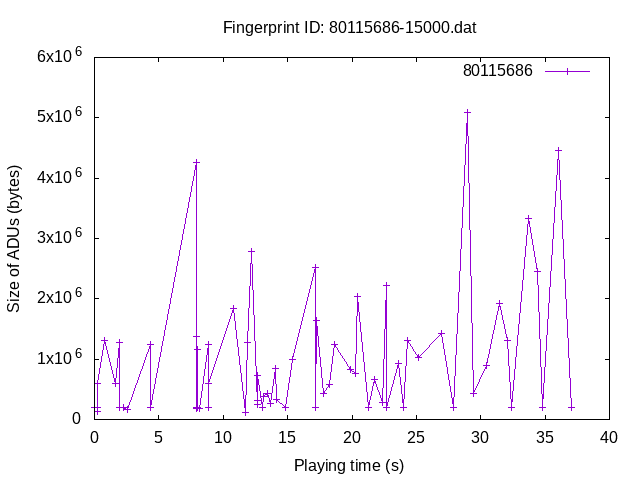 Fingerprint ID: 80115686-15000.dat
6x10^6
5x10^6
4x10^6
3x10^6
2x10^6
1x10^6
0
80115686
Size of ADUs (bytes)
0 5 10 15 20 25 30 35 40
Playing time (s)